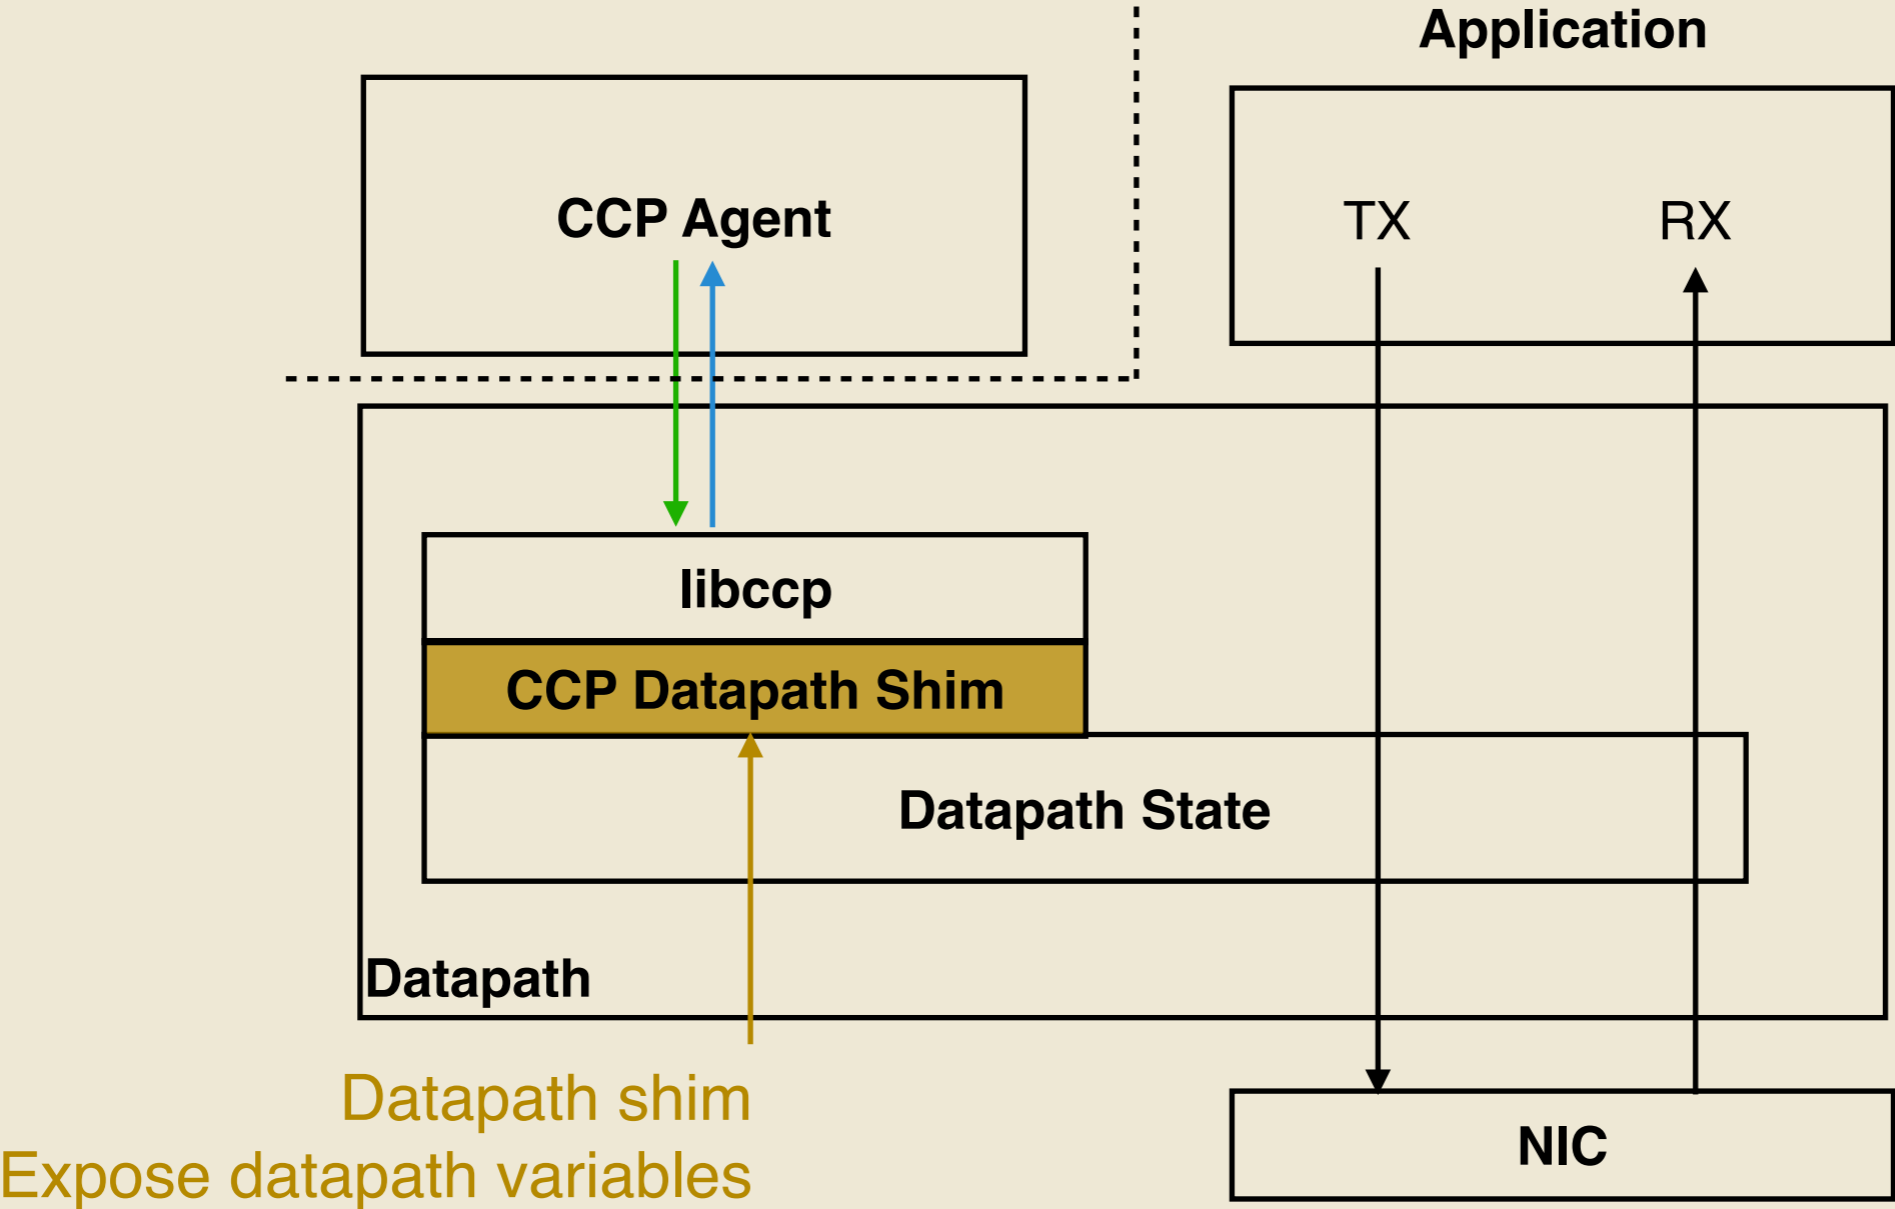 Application
CCP Agent
TX
RX
libccp
CCP Datapath Shim
Datapath State
Datapath
Datapath shim
Expose datapath variables
NIC